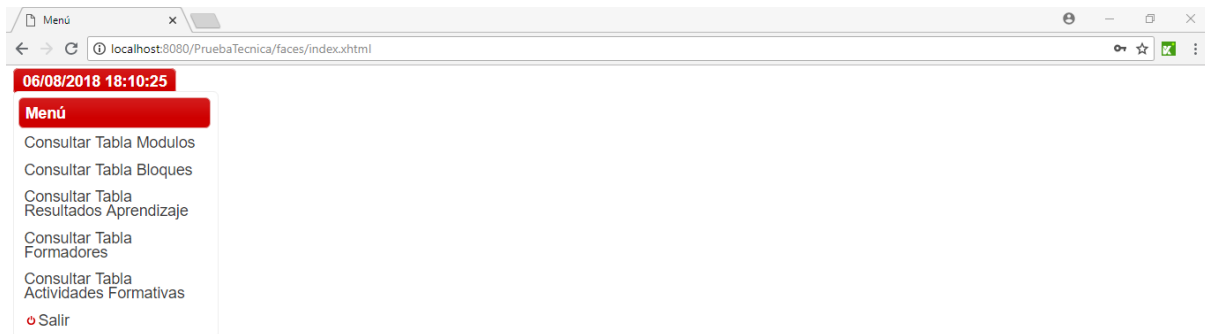 Menú
localhost:8080/PruebaTecnica/faces/index.xhtml
06/08/2018 18:10:25
Menú
Consultar Tabla Modulos
Consultar Tabla Bloques
Consultar Tabla
Resultados Aprendizaje
Consultar Tabla
Formadores
Consultar Tabla
Actividades Formativas
Salir